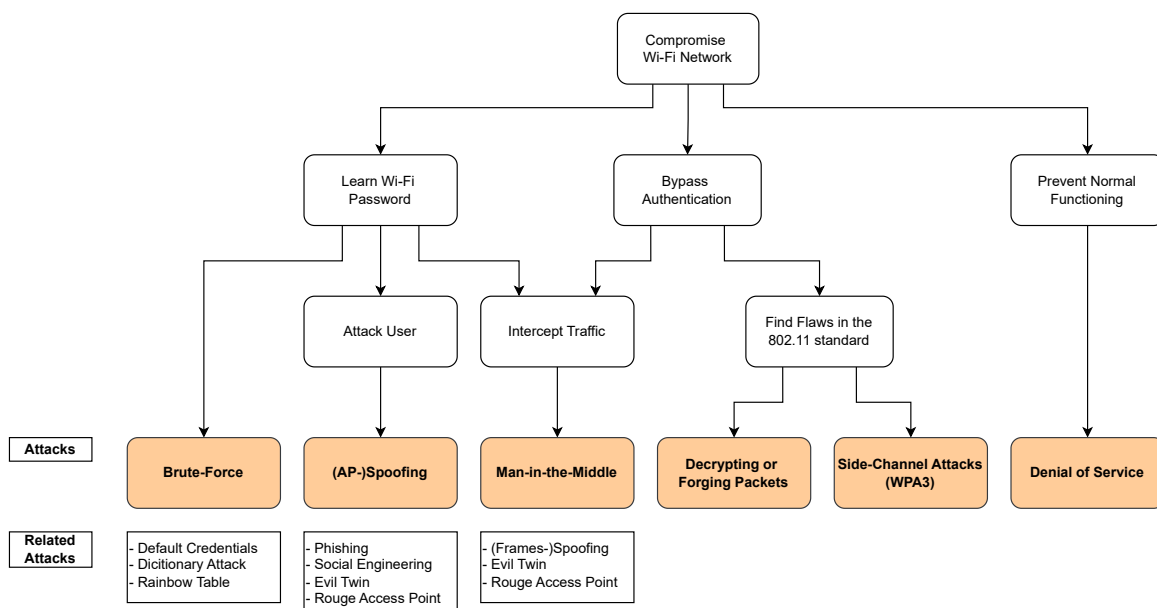 Compromise
Wi-Fi Network
Learn Wi-Fi
Password
Bypass
Authentication
Prevent Normal
Functioning
Attack User
Intercept Traffic
Find Flaws in the
802.11 standard
Attacks
Brute-Force
(AP-)Spoofing
Man-in-the-Middle
Decrypting or
Forging Packets
Side-Channel Attacks
(WPA3)
Denial of Service
Related
Attacks
- Default Credentials
- Dicitionary Attack
- Rainbow Table
- Phishing
- Social Engineering
- Evil Twin
- Rouge Access Point
- (Frames-)Spoofing
- Evil Twin
- Rouge Access Point